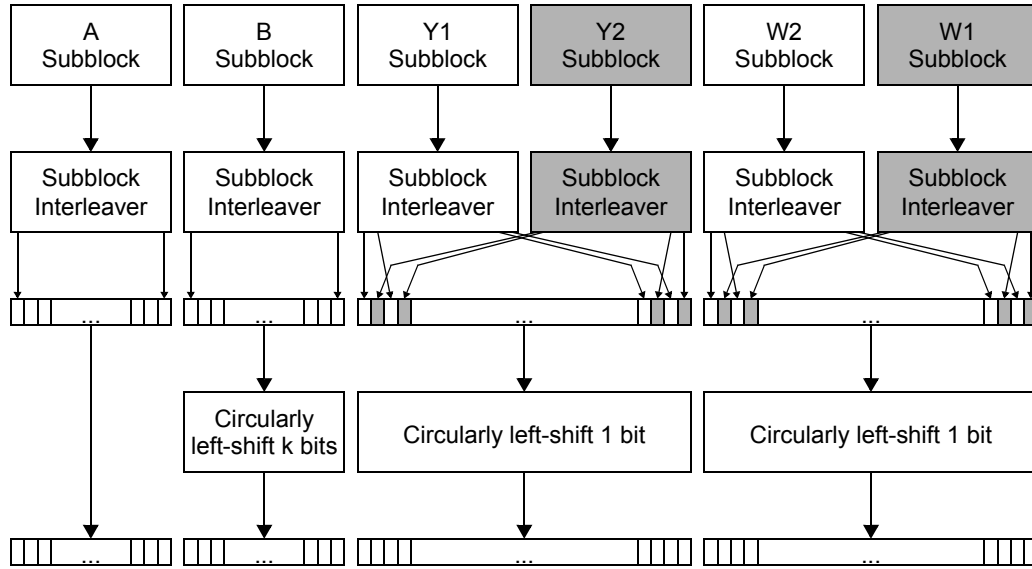 A
Subblock
B
Subblock
Y1
Subblock
Y2
Subblock
W2
Subblock
W1
Subblock
Subblock
Interleaver
Subblock
Interleaver
Subblock
Interleaver
Subblock
Interleaver
Subblock
Interleaver
Subblock
Interleaver
...
...
...
...
Circularly
left-shift k bits
Circularly left-shift 1 bit
Circularly left-shift 1 bit
...
...
...
...